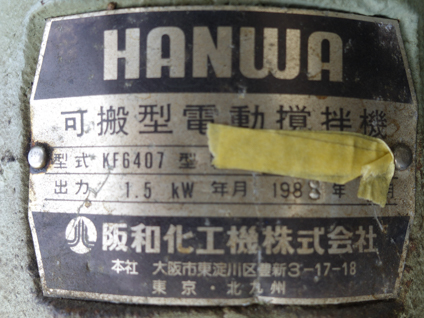 HANWA
可搬型電動撹拌機
型式 KF6407 型
出力 1.5 kW 年月 198 年
阪和化工機株式会社
本社 大阪市東淀川区豊新3-17-18
東京・北九州